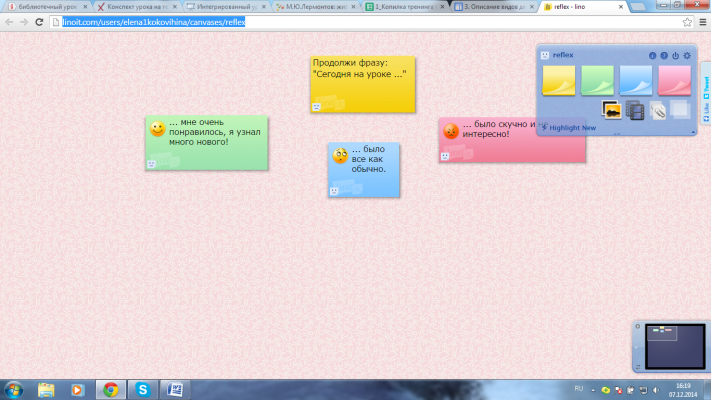 библиотечный урок
Конспект урока на те
Интегрированный ур
М.Ю.Лермонтов: жиз
1_Копилка тренинга
3. Описание видов д
reflex - lino
linoit.com/users/elena1kokovihina/canvases/reflex
Продолжи фразу:
"Сегодня на уроке ..."
reflex
Highlight New
Like
Tweet
... мне очень
понравилось, я узнал
много нового!
... было
все как
обычно.
... было скучно и
интересно!
RU
16:19
07.12.2014